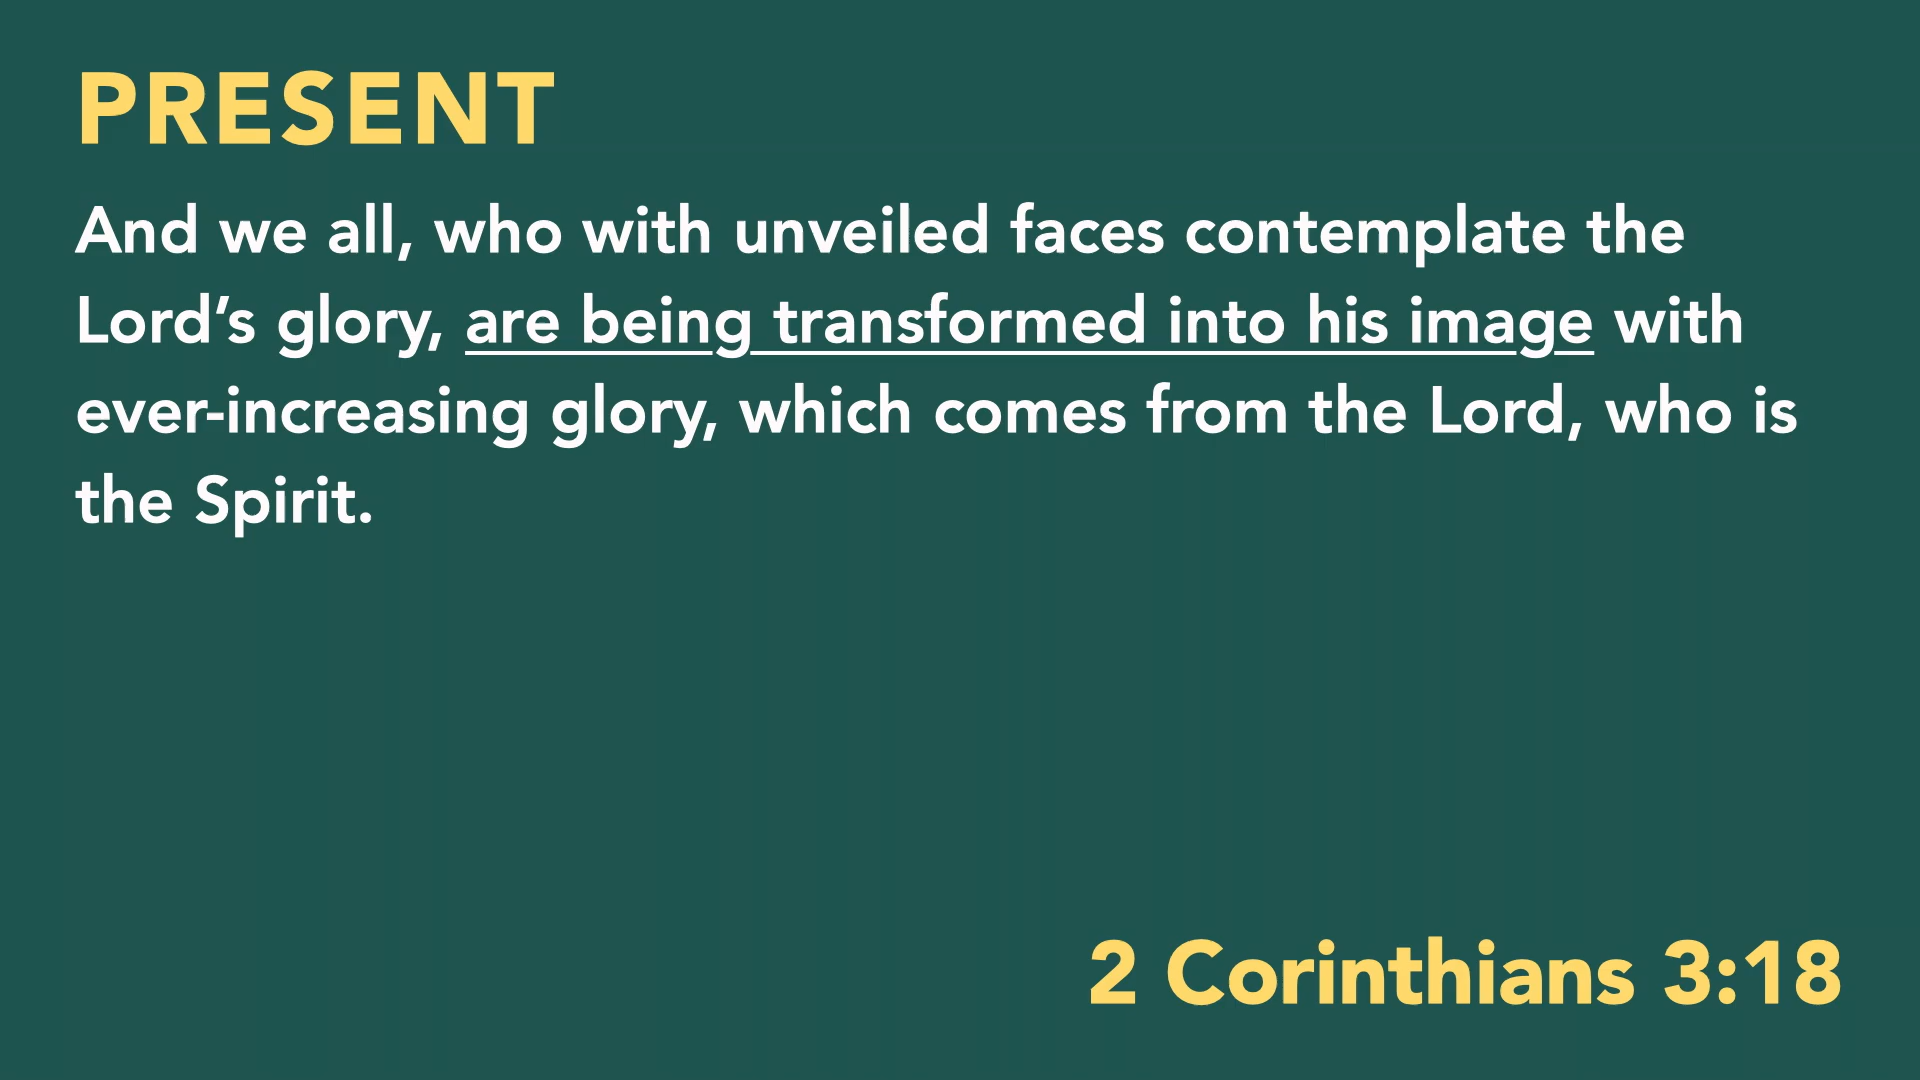 PRESENT
And we all, who with unveiled faces contemplate the
Lord’s glory, are being transformed into his image with
ever-increasing glory, which comes from the Lord, who is
the Spirit.
2 Corinthians 3:18